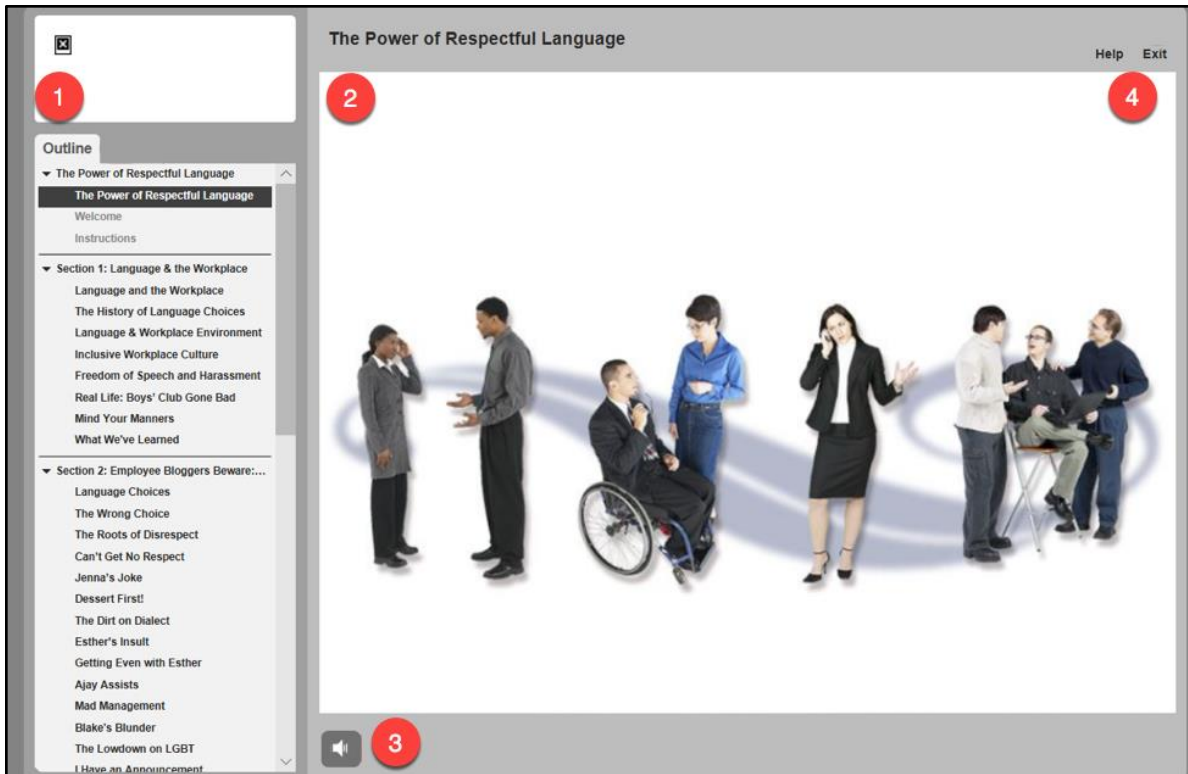 1
Outline
The Power of Respectful Language
The Power of Respectful Language
Welcome
Instructions
Section 1: Language & the Workplace
Language and the Workplace
The History of Language Choices
Language & Workplace Environment
Inclusive Workplace Culture
Freedom of Speech and Harassment
Real Life: Boys' Club Gone Bad
Mind Your Manners
What We've Learned
Section 2: Employee Bloggers Beware:...
Language Choices
The Wrong Choice
The Roots of Disrespect
Can't Get No Respect
Jenna's Joke
Dessert First!
The Dirt on Dialect
Esther's Insult
Getting Even with Esther
Ajay Assists
Mad Management
Blake's Blunder
The Lowdown on LGBT
I Have an Announcement
The Power of Respectful Language
Help Exit
2
4
3